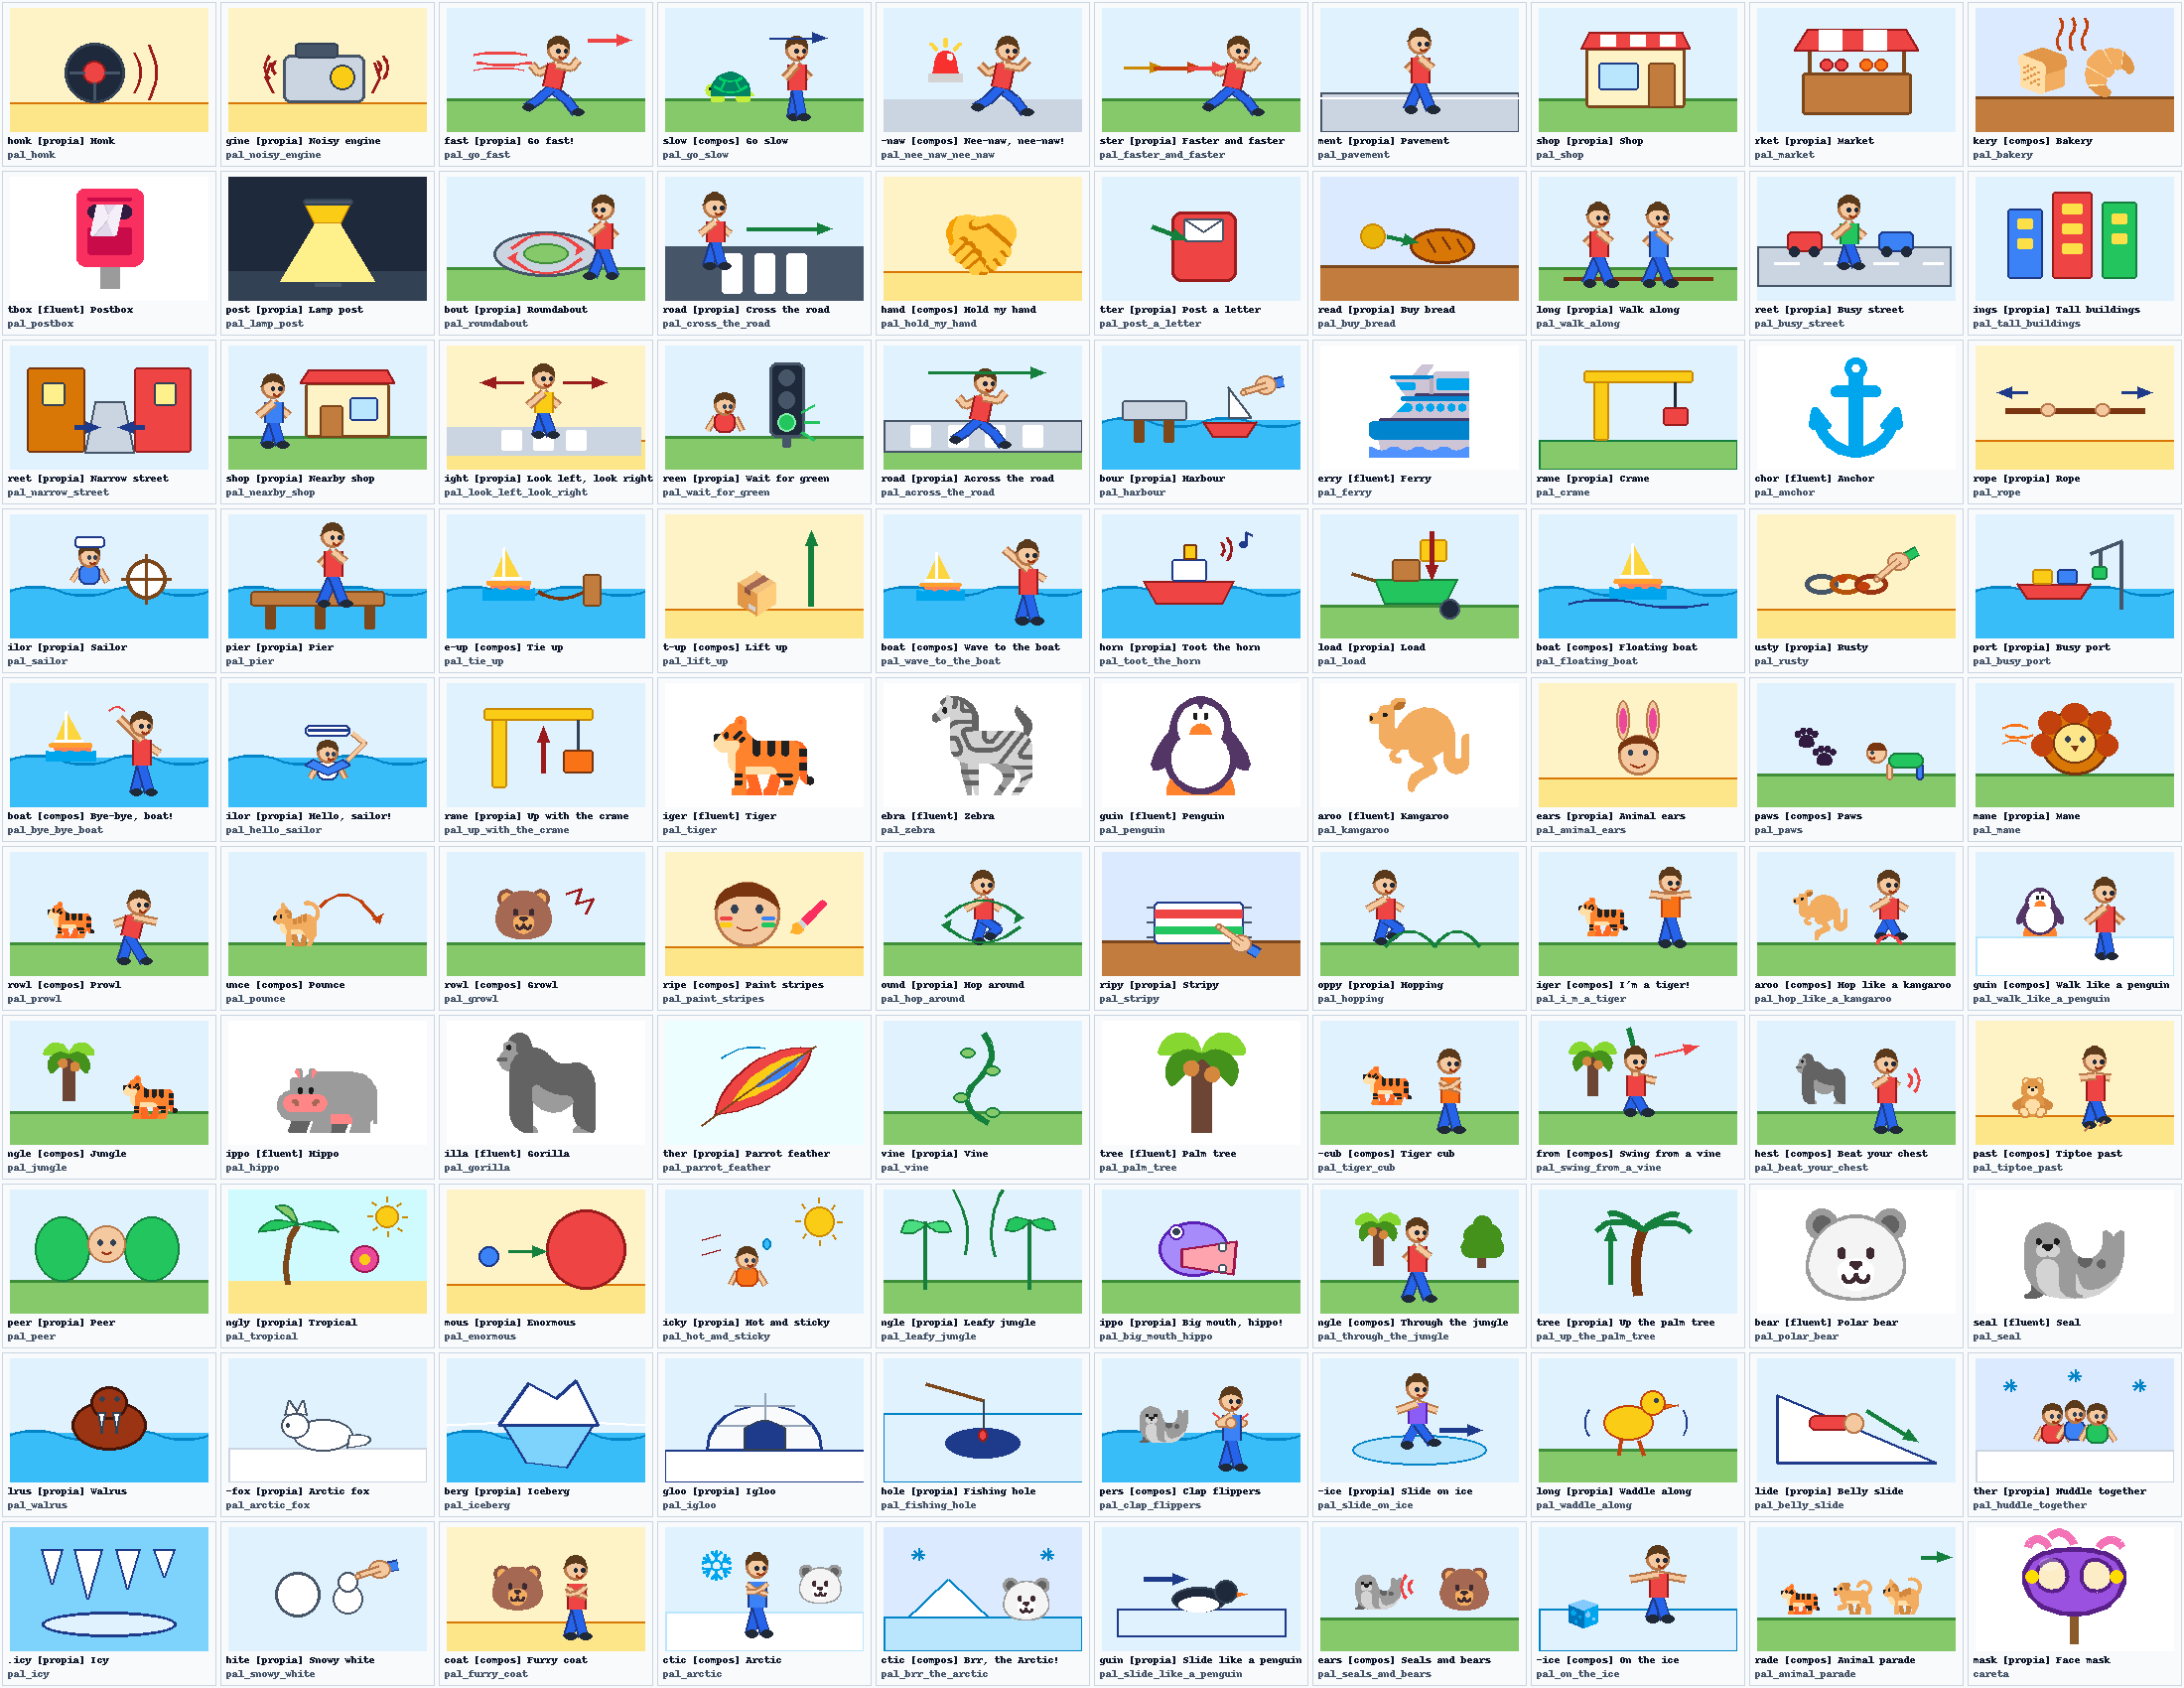 honk [propia] Honk
pal_honk
gine [propia] Noisy engine
pal_noisy_engine
fast [propia] Go fast!
pal_go_fast
slow [compos] Go slow
pal_go_slow
-naw [compos] Nee-naw, nee-naw!
pal_nee_naw_nee_naw
ster [propia] Faster and faster
pal_faster_and_faster
ment [propia] Pavement
pal_pavement
shop [propia] Shop
pal_shop
rket [propia] Market
pal_market
kery [compos] Bakery
pal_bakery
tbox [fluent] Postbox
pal_postbox
post [propia] Lamp post
pal_lamp_post
bout [propia] Roundabout
pal_roundabout
road [propia] Cross the road
pal_cross_the_road
hand [compos] Hold my hand
pal_hold_my_hand
tter [propia] Post a letter
pal_post_a_letter
read [propia] Buy bread
pal_buy_bread
long [propia] Walk along
pal_walk_along
reet [propia] Busy street
pal_busy_street
ings [propia] Tall buildings
pal_tall_buildings
reet [propia] Narrow street
pal_narrow_street
shop [propia] Nearby shop
pal_nearby_shop
ight [propia] Look left, look right
pal_look_left_look_right
reen [propia] Wait for green
pal_wait_for_green
road [propia] Across the road
pal_across_the_road
bour [propia] Harbour
pal_harbour
erry [fluent] Ferry
pal_ferry
rane [propia] Crane
pal_crane
chor [fluent] Anchor
pal_anchor
rope [propia] Rope
pal_rope
ilor [propia] Sailor
pal_sailor
pier [propia] Pier
pal_pier
e-up [compos] Tie up
pal_tie_up
t-up [compos] Lift up
pal_lift_up
boat [compos] Wave to the boat
pal_wave_to_the_boat
horn [propia] Toot the horn
pal_toot_the_horn
load [propia] Load
pal_load
boat [compos] Floating boat
pal_floating_boat
usty [propia] Rusty
pal_rusty
port [propia] Busy port
pal_busy_port
boat [compos] Bye-bye, boat!
pal_bye_bye_boat
ilor [propia] Hello, sailor!
pal_hello_sailor
rane [propia] Up with the crane
pal_up_with_the_crane
iger [fluent] Tiger
pal_tiger
ebra [fluent] Zebra
pal_zebra
guin [fluent] Penguin
pal_penguin
aroo [fluent] Kangaroo
pal_kangaroo
ears [propia] Animal ears
pal_animal_ears
paws [compos] Paws
pal_paws
mane [propia] Mane
pal_mane
rowl [compos] Prowl
pal_prowl
unce [compos] Pounce
pal_pounce
rowl [compos] Growl
pal_growl
ripe [compos] Paint stripes
pal_paint_stripes
ound [propia] Hop around
pal_hop_around
ripy [propia] Stripy
pal_stripy
oppy [propia] Hopping
pal_hopping
iger [compos] I'm a tiger!
pal_i_m_a_tiger
aroo [compos] Hop like a kangaroo
pal_hop_like_a_kangaroo
guin [compos] Walk like a penguin
pal_walk_like_a_penguin
ngle [compos] Jungle
pal_jungle
ippo [fluent] Hippo
pal_hippo
illa [fluent] Gorilla
pal_gorilla
ther [propia] Parrot feather
pal_parrot_feather
vine [propia] Vine
pal_vine
tree [fluent] Palm tree
pal_palm_tree
-cub [compos] Tiger cub
pal_tiger_cub
from [compos] Swing from a vine
pal_swing_from_a_vine
hest [compos] Beat your chest
pal_beat_your_chest
past [compos] Tiptoe past
pal_tiptoe_past
peer [propia] Peer
pal_peer
ngly [propia] Tropical
pal_tropical
mous [propia] Enormous
pal_enormous
icky [propia] Hot and sticky
pal_hot_and_sticky
ngle [propia] Leafy jungle
pal_leafy_jungle
ippo [propia] Big mouth, hippo!
pal_big_mouth_hippo
ngle [compos] Through the jungle
pal_through_the_jungle
tree [propia] Up the palm tree
pal_up_the_palm_tree
bear [fluent] Polar bear
pal_polar_bear
seal [fluent] Seal
pal_seal
lrus [propia] Walrus
pal_walrus
-fox [propia] Arctic fox
pal_arctic_fox
berg [propia] Iceberg
pal_iceberg
gloo [propia] Igloo
pal_igloo
hole [propia] Fishing hole
pal_fishing_hole
pers [compos] Clap flippers
pal_clap_flippers
-ice [propia] Slide on ice
pal_slide_on_ice
long [propia] Waddle along
pal_waddle_along
lide [propia] Belly slide
pal_belly_slide
ther [propia] Huddle together
pal_huddle_together
.icy [propia] Icy
pal_icy
hite [propia] Snowy white
pal_snowy_white
coat [compos] Furry coat
pal_furry_coat
ctic [compos] Arctic
pal_arctic
ctic [compos] Brr, the Arctic!
pal_brr_the_arctic
guin [propia] Slide like a penguin
pal_slide_like_a_penguin
ears [compos] Seals and bears
pal_seals_and_bears
-ice [compos] On the ice
pal_on_the_ice
rade [compos] Animal parade
pal_animal_parade
mask [propia] Face mask
careta